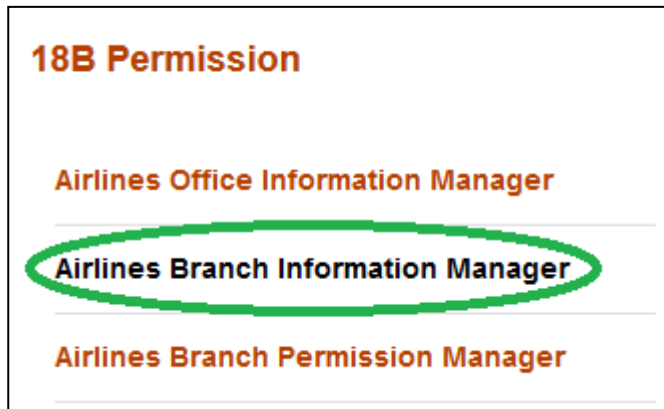 18B Permission
Airlines Office Information Manager
Airlines Branch Information Manager
Airlines Branch Permission Manager